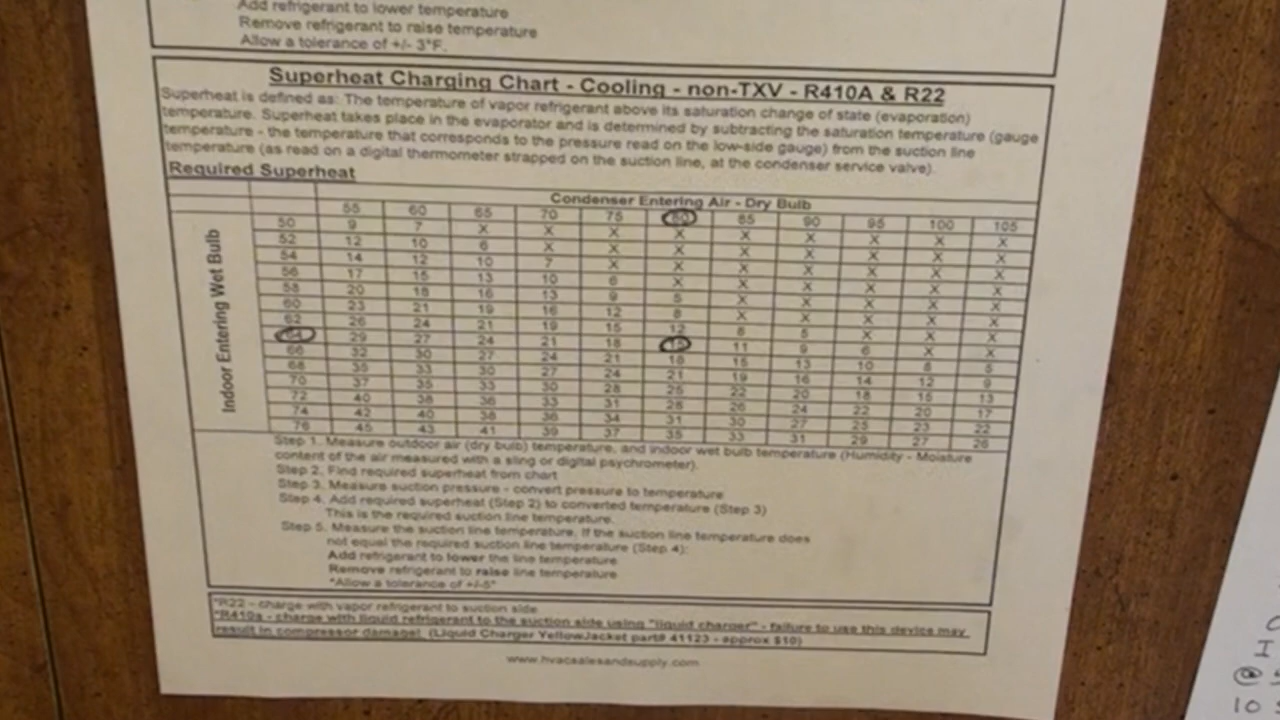 Add refrigerant to lower temperature
Remove refrigerant to raise temperature
Allow a tolerance of +/- 3°F.
Superheat Charging Chart - Cooling - non-TXV - R410A & R22
Superheat is defined as: The temperature of vapor refrigerant above its saturation change of state (evaporation)
temperature. Superheat takes place in the evaporator and is determined by subtracting the saturation temperature (gauge
temperature - the temperature that corresponds to the pressure read on the low-side gauge) from the suction line
temperature (as read on a digital thermometer strapped on the suction line, at the condenser service valve).
Required Superheat
Condenser Entering Air - Dry Bulb
55 60 65 70 75 80 85 90 95 100 105
Indoor Entering Wet Bulb
50 9 7 X X X X X X X X X
52 12 10 6 X X X X X X X X
54 14 12 10 7 X X X X X X X
56 17 15 13 10 6 X X X X X X
58 20 18 16 13 9 5 X X X X X
60 23 21 19 16 12 8 X X X X X
62 26 24 21 19 15 12 8 5 X X X
64 29 27 24 21 18 15 11 9 6 X X
66 32 30 27 24 21 18 15 13 10 8 5
68 35 33 30 27 24 21 19 16 14 12 9
70 37 35 33 30 28 25 22 20 18 15 13
72 40 38 36 33 31 28 26 24 22 20 17
74 42 40 38 36 34 31 30 27 25 23 22
76 45 43 41 39 37 35 33 31 29 27 26
Step 1. Measure outdoor air (dry bulb) temperature, and indoor wet bulb temperature (Humidity - Moisture
content of the air measured with a sling or digital psychrometer).
Step 2. Find required superheat from chart
Step 3. Measure suction pressure - convert pressure to temperature
Step 4. Add required superheat (Step 2) to converted temperature (Step 3)
This is the required suction line temperature.
Step 5. Measure the suction line temperature. If the suction line temperature does
not equal the required suction line temperature (Step 4):
Add refrigerant to lower the line temperature
Remove refrigerant to raise line temperature
*Allow a tolerance of +/-5°
*R22 - charge with vapor refrigerant to suction side
*R410a - charge with liquid refrigerant to the suction side using "liquid charger" - failure to use this device may
result in compressor damage! (Liquid Charger YellowJacket part# 41123 - approx $10)
www.hvacsalesandsupply.com
I
@
10